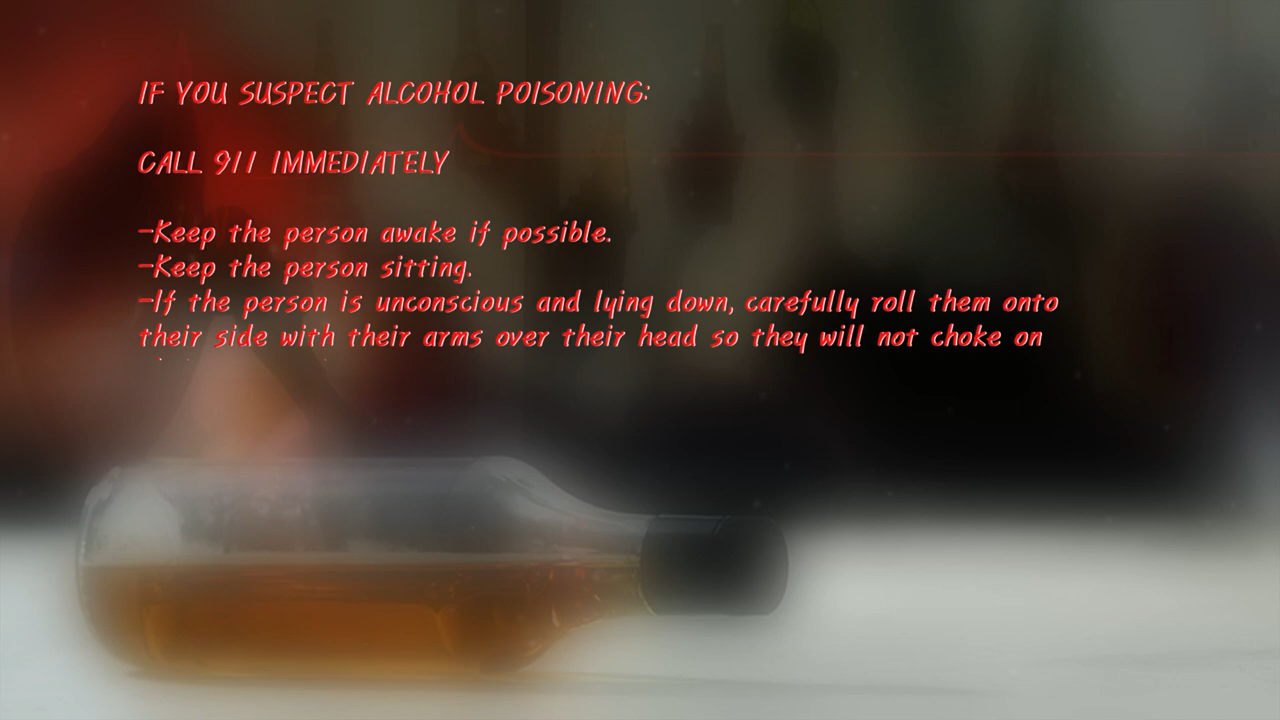 IF YOU SUSPECT ALCOHOL POISONING:
CALL 911 IMMEDIATELY
-Keep the person awake if possible.
-Keep the person sitting.
-If the person is unconscious and lying down, carefully roll them onto
their side with their arms over their head so they will not choke on